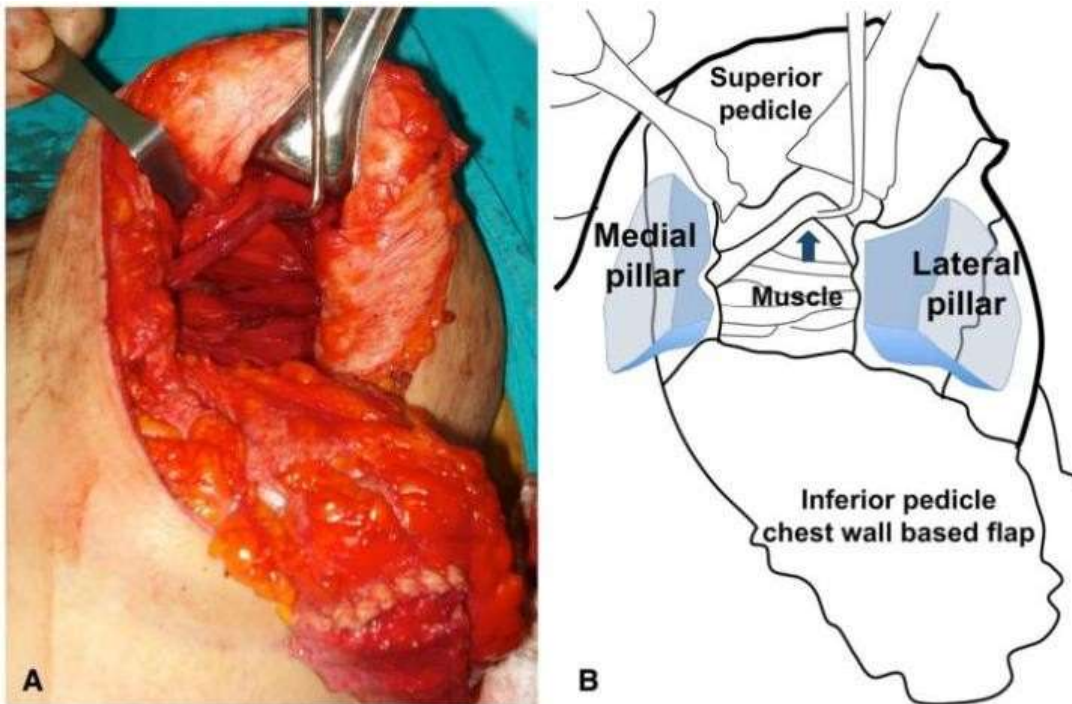 Superior
pedicle
Medial
pillar
Lateral
pillar
Muscle
Inferior pedicle
chest wall based flap
A
B